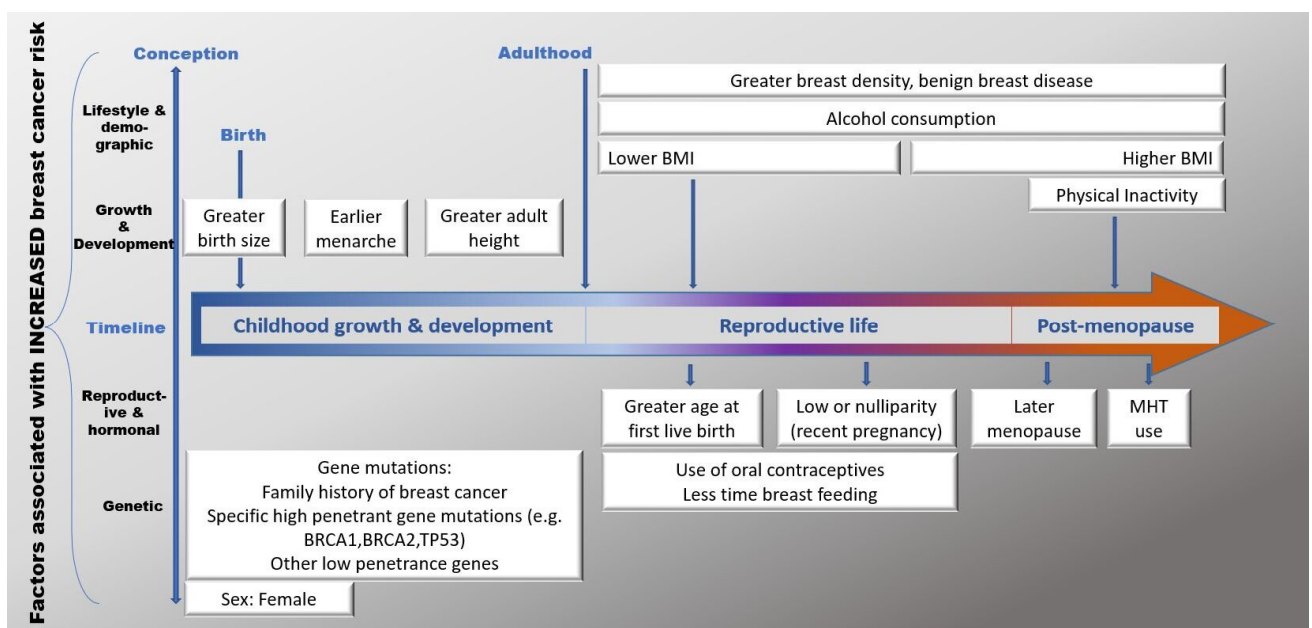 Factors associated with INCREASED breast cancer risk
Conception
Adulthood
Lifestyle &
demo-
graphic
Birth
Greater breast density, benign breast disease
Alcohol consumption
Lower BMI
Higher BMI
Physical Inactivity
Growth
&
Development
Greater
birth size
Earlier
menarche
Greater adult
height
Timeline
Childhood growth & development
Reproductive life
Post-menopause
Reproduct-
ive &
hormonal
Greater age at
first live birth
Low or nulliparity
(recent pregnancy)
Later
menopause
MHT
use
Use of oral contraceptives
Less time breast feeding
Genetic
Gene mutations:
Family history of breast cancer
Specific high penetrant gene mutations (e.g.
BRCA1,BRCA2,TP53)
Other low penetrance genes
Sex: Female